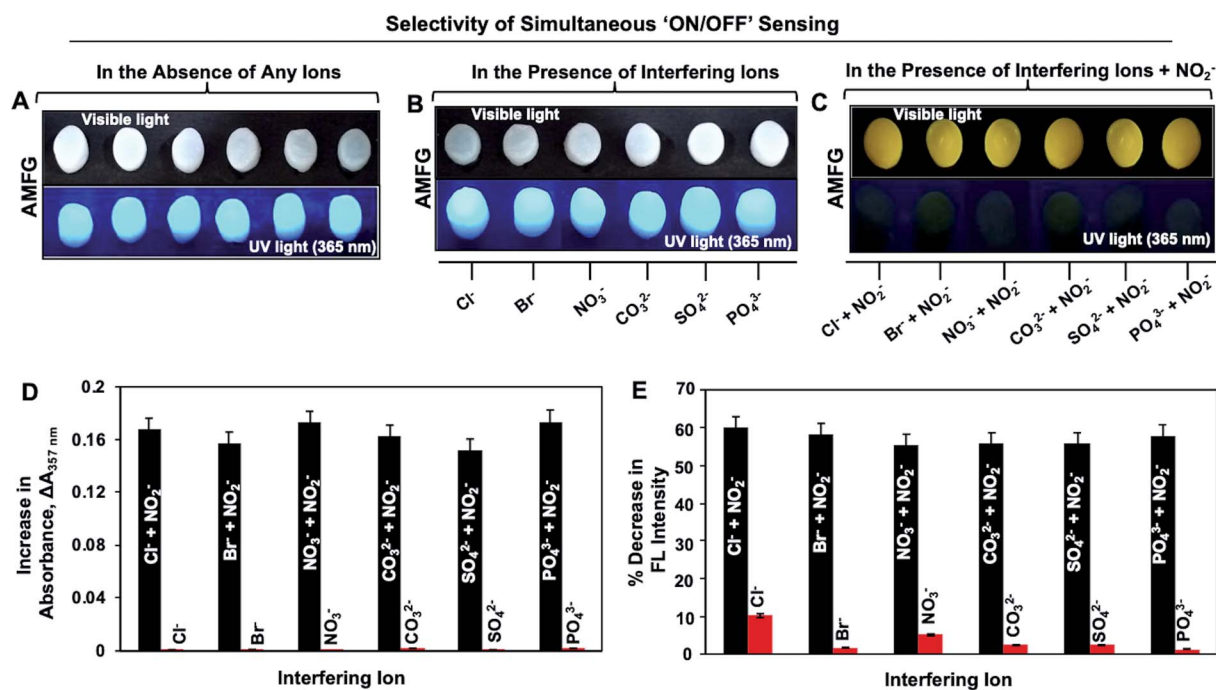 Selectivity of Simultaneous ‘ON/OFF’ Sensing
In the Absence of Any Ions
In the Presence of Interfering Ions
In the Presence of Interfering Ions + NO₂⁻
A
Visible light
AMFG
UV light (365 nm)
B
Visible light
AMFG
UV light (365 nm)
Cl⁻
Br⁻
NO₃⁻
CO₃²⁻
SO₄²⁻
PO₄³⁻
C
Visible light
AMFG
UV light (365 nm)
Cl⁻ + NO₂⁻
Br⁻ + NO₂⁻
NO₃⁻ + NO₂⁻
CO₃²⁻ + NO₂⁻
SO₄²⁻ + NO₂⁻
PO₄³⁻ + NO₂⁻
D
Increase in
Absorbance, ΔA₃₅₇ ₙₘ
0.2
0.16
0.12
0.08
0.04
0
Cl⁻ + NO₂⁻
Cl⁻
Br⁻ + NO₂⁻
Br⁻
NO₃⁻ + NO₂⁻
NO₃⁻
CO₃²⁻ + NO₂⁻
CO₃²⁻
SO₄²⁻ + NO₂⁻
SO₄²⁻
PO₄³⁻ + NO₂⁻
PO₄³⁻
Interfering Ion
E
% Decrease in
FL Intensity
70
60
50
40
30
20
10
0
Cl⁻ + NO₂⁻
Cl⁻
Br⁻ + NO₂⁻
Br⁻
NO₃⁻ + NO₂⁻
NO₃⁻
CO₃²⁻ + NO₂⁻
CO₃²⁻
SO₄²⁻ + NO₂⁻
SO₄²⁻
PO₄³⁻ + NO₂⁻
PO₄³⁻
Interfering Ion